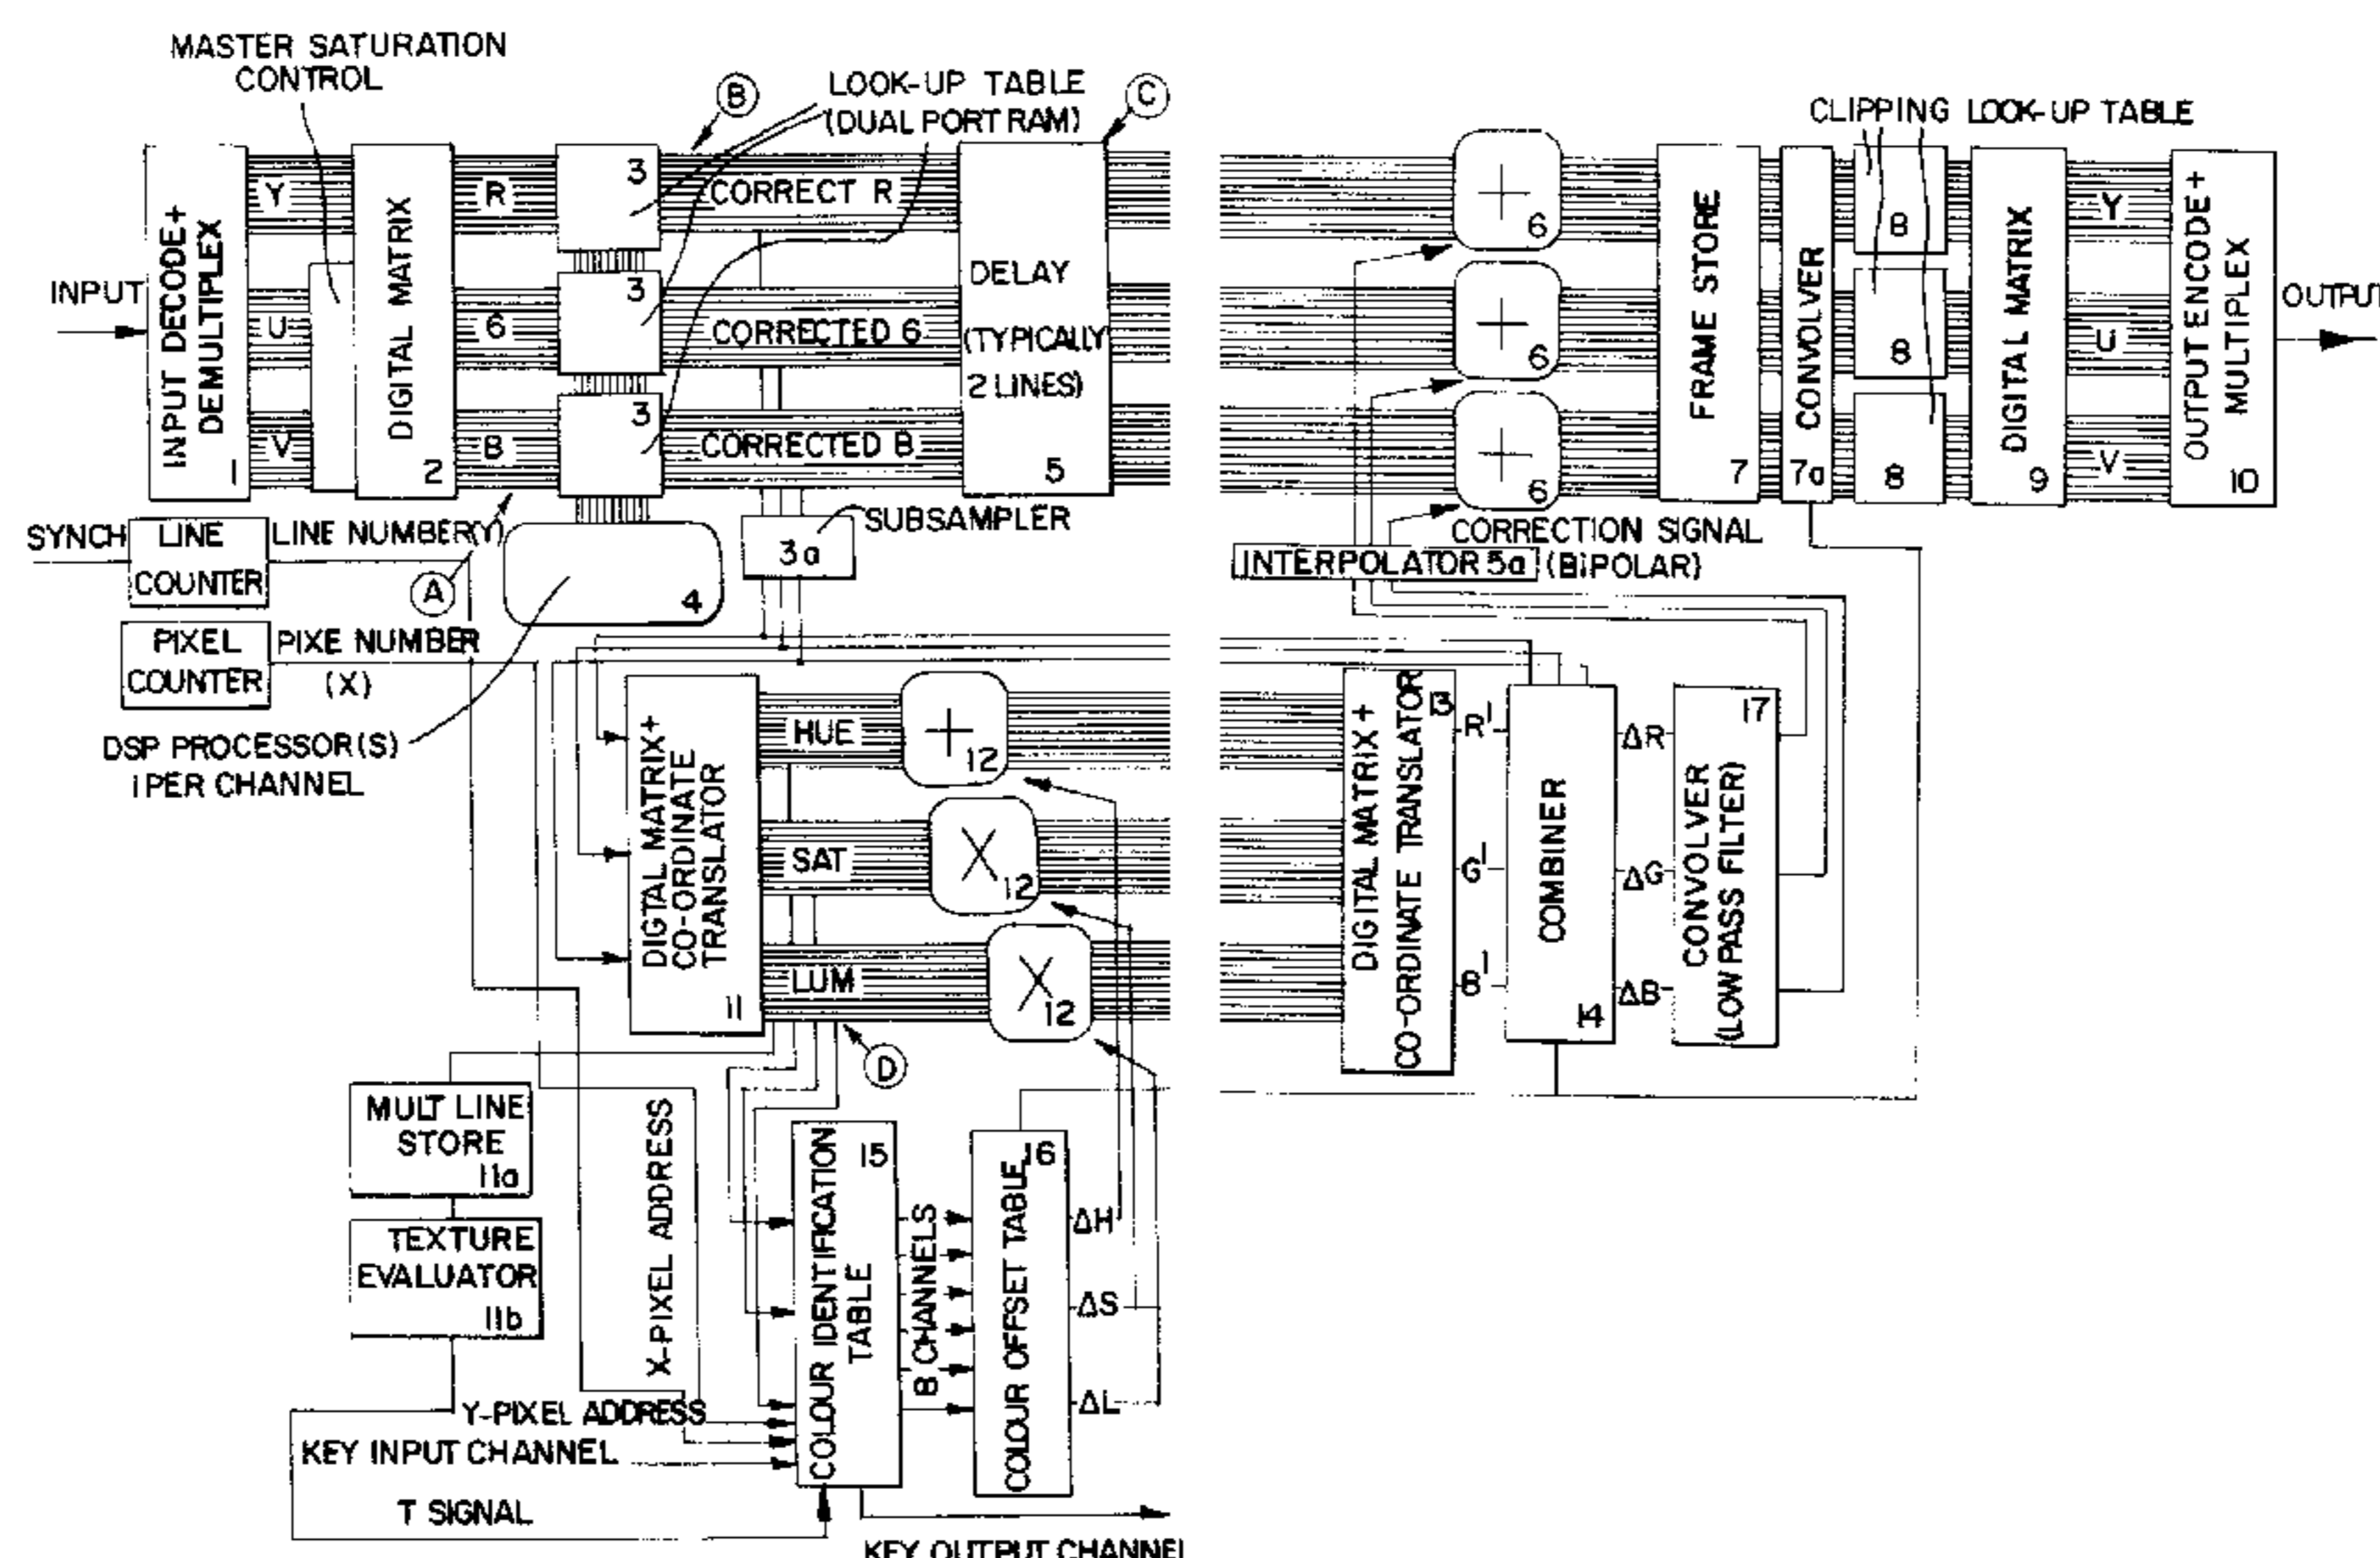 MASTER SATURATION
CONTROL
B
LOOK-UP TABLE
(DUAL PORT RAM)
C
CLIPPING LOOK-UP TABLE
INPUT
INPUT DECODE+
DEMULTIPLEX
1
Y
U
V
DIGITAL MATRIX
2
R
6
B
3
3
3
CORRECT R
CORRECTED 6
CORRECTED B
DELAY
(TYPICALLY
2 LINES)
5
+
6
+
6
+
6
FRAME STORE
7
CONVOLVER
7a
8
8
8
DIGITAL MATRIX
9
Y
U
V
OUTPUT ENCODE+
MULTIPLEX
10
OUTPUT
SYNCH
LINE
COUNTER
LINE NUMBER(Y)
A
4
3a
SUBSAMPLER
CORRECTION SIGNAL
(BIPOLAR)
INTERPOLATOR 5a
PIXEL
COUNTER
PIXE NUMBER
(X)
DSP PROCESSOR(S)
1 PER CHANNEL
DIGTAL MATRIX+
CO-ORDINATE
TRANSLATOR
11
HUE
SAT
LUM
+
12
X
12
X
12
D
DIGITAL MATRIX +
CO-ORDINATE TRANSLATOR
13
R'
G'
B'
COMBINER
14
ΔR
ΔG
ΔB
CONVOLVER
(LOW PASS FILTER)
17
MULT LINE
STORE
11a
TEXTURE
EVALUATOR
11b
X-PIXEL ADDRESS
Y-PIXEL ADDRESS
KEY INPUT CHANNEL
T SIGNAL
COLOUR IDENTIFICATION
TABLE
15
B CHANNELS
COLOUR OFFSET TABLE
16
ΔH
ΔS
ΔL
KEY OUTPUT CHANNEL